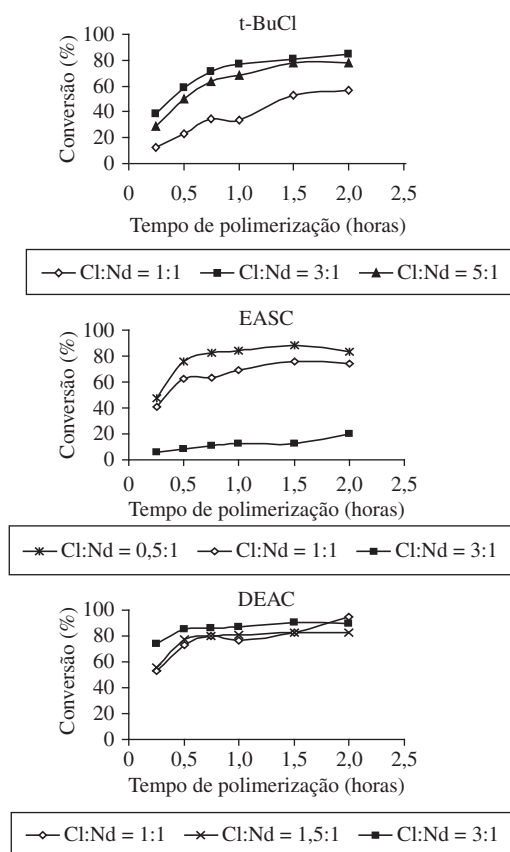 t-BuCl
Conversão (%)
100
80
60
40
20
0
0 0,5 1,0 1,5 2,0 2,5
Tempo de polimerização (horas)
Cl:Nd = 1:1 Cl:Nd = 3:1 Cl:Nd = 5:1
EASC
Conversão (%)
100
80
60
40
20
0
0 0,5 1,0 1,5 2,0 2,5
Tempo de polimerização (horas)
Cl:Nd = 0,5:1 Cl:Nd = 1:1 Cl:Nd = 3:1
DEAC
Conversão (%)
100
80
60
40
20
0
0 0,5 1,0 1,5 2,0 2,5
Tempo de polimerização (horas)
Cl:Nd = 1:1 Cl:Nd = 1,5:1 Cl:Nd = 3:1